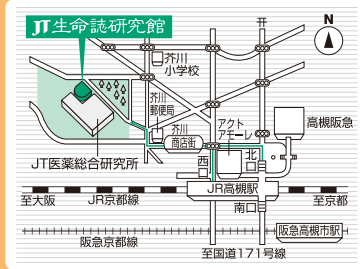 JT生命誌研究館
N
芥川
小学校
芥川
郵便局
アクト
アモーレ
高槻阪急
芥川
商店街
西口
北口
JT医薬総合研究所
JR高槻駅
至大阪
JR京都線
至京都
南口
阪急京都線
阪急高槻市駅
至国道171号線